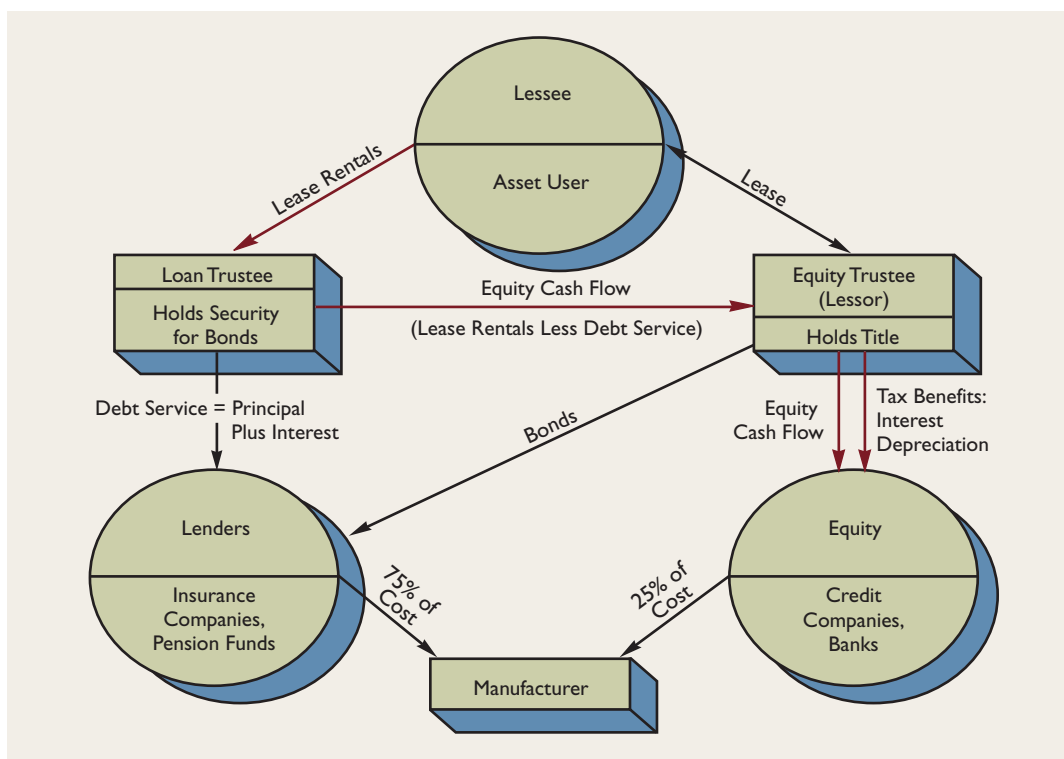 Lessee
Asset User
Lease Rentals
Lease
Loan Trustee
Holds Security
for Bonds
Equity Cash Flow
(Lease Rentals Less Debt Service)
Equity Trustee
(Lessor)
Holds Title
Debt Service = Principal
Plus Interest
Bonds
Equity
Cash Flow
Tax Benefits:
Interest
Depreciation
Lenders
Insurance
Companies,
Pension Funds
75% of
Cost
25% of
Cost
Equity
Credit
Companies,
Banks
Manufacturer